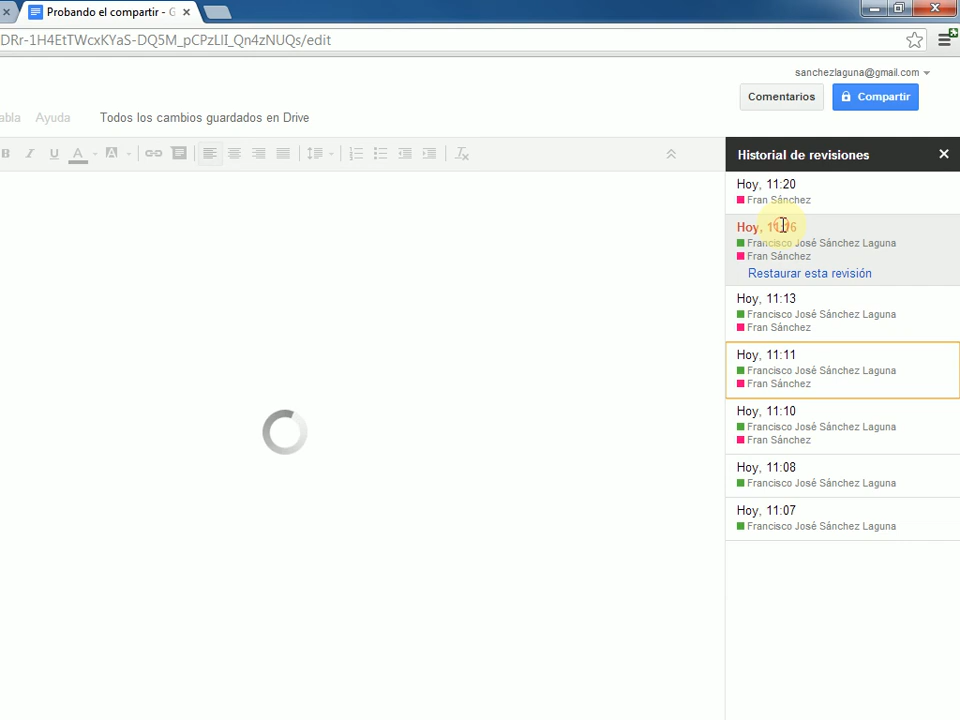 Probando el compartir - G
DRr-1H4EtTWcxKYaS-DQ5M_pCPzLlI_Qn4zNUQs/edit
sanchezlaguna@gmail.com
Comentarios
Compartir
abla Ayuda Todos los cambios guardados en Drive
B I U A A
Historial de revisiones
Hoy, 11:20
Fran Sánchez
Hoy, 11:16
Francisco José Sánchez Laguna
Fran Sánchez
Restaurar esta revisión
Hoy, 11:13
Francisco José Sánchez Laguna
Fran Sánchez
Hoy, 11:11
Francisco José Sánchez Laguna
Fran Sánchez
Hoy, 11:10
Francisco José Sánchez Laguna
Fran Sánchez
Hoy, 11:08
Francisco José Sánchez Laguna
Hoy, 11:07
Francisco José Sánchez Laguna